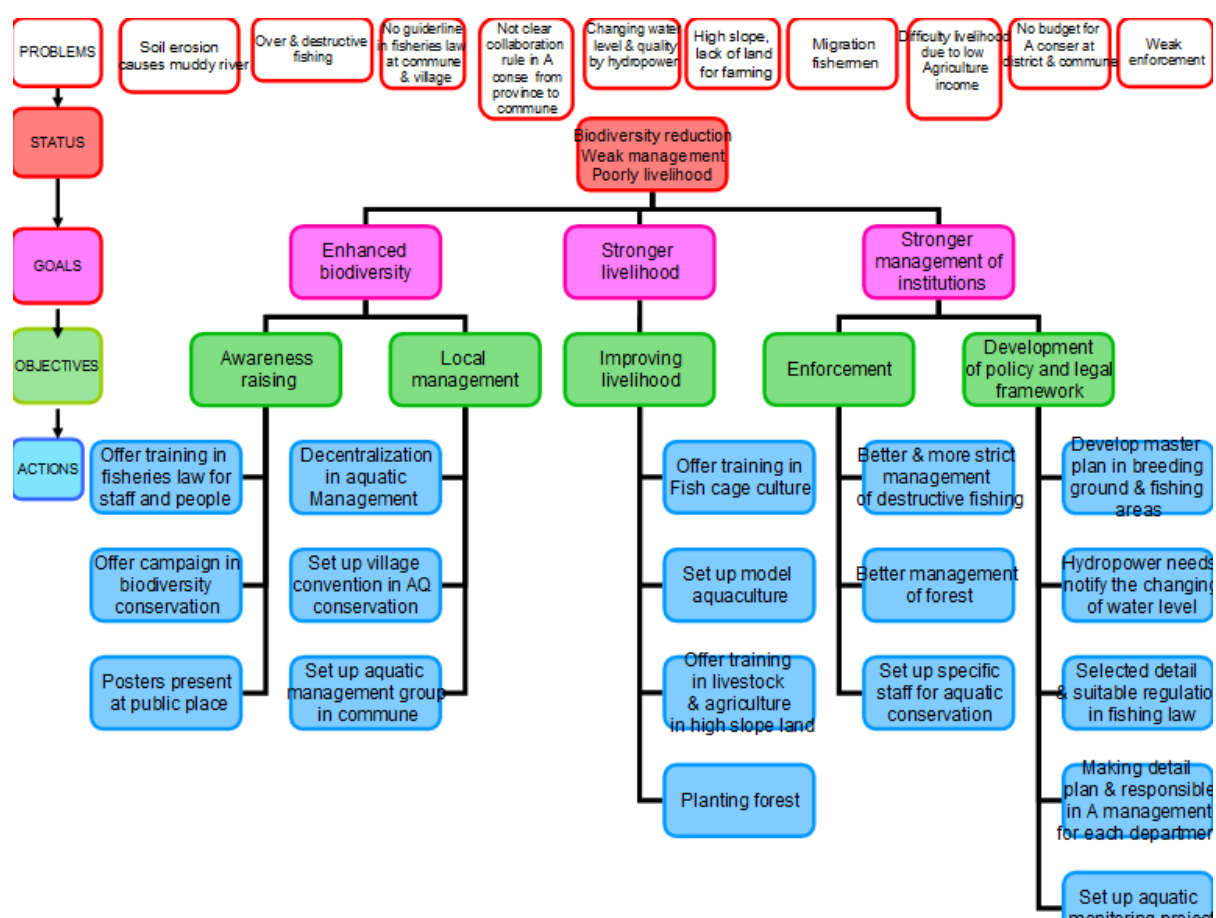 PROBLEMS
Soil erosion
causes muddy river
Over & destructive
fishing
No guiderline
in fisheries law
at commune
& village
Not clear
collaboration
rule in A
conse from
province to
commune
Changing water
level & quality
by hydropower
High slope,
lack of land
for farming
Migration
fishermen
Difficuty livelihood
due to low
Agriculture
income
No budget for
A conser at
district & commune
Weak
enforcement
STATUS
Biodiversity reduction
Weak management
Poorly livelihood
GOALS
Enhanced
biodiversity
Stronger
livelihood
Stronger
management of
institutions
OBJECTIVES
Awareness
raising
Local
management
Improving
livelihood
Enforcement
Development
of policy and legal
framework
ACTIONS
Offer training in
fisheries law for
staff and people
Decentralization
in aquatic
Management
Offer training in
Fish cage culture
Better & more strict
management
of destructive fishing
Develop master
plan in breeding
ground & fishing
areas
Offer campaign in
biodiversity
conservation
Set up village
convention in AQ
conservation
Set up model
aquaculture
Better management
of forest
Hydropower needs
notify the changing
of water level
Posters present
at public place
Set up aquatic
management group
in commune
Offer training
in livestock
& agriculture
in high slope land
Set up specific
staff for aquatic
conservation
Selected detail
& suitable regulation
in fishing law
Planting forest
Making detail
plan & responsible
in A management
for each department
Set up aquatic
monitoring project